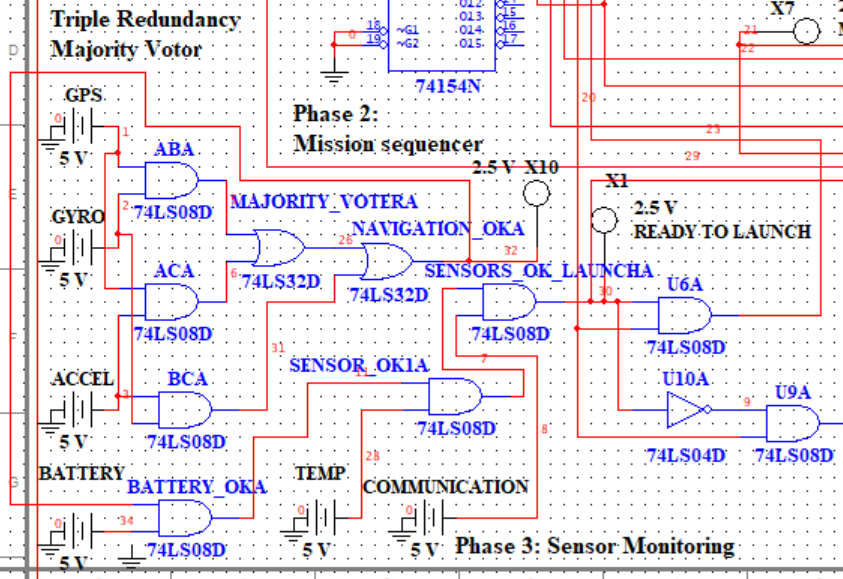 Triple Redundancy
Majority Votor
D
18
19
0
~G1
~G2
O12
O13
O14
O15
15
16
17
74154N
X7
21
22
20
Phase 2:
Mission sequencer
23
29
GPS
0
1
5 V
ABA
74LS08D
2
E
2.5 V X10
X1
2.5 V
READY TO LAUNCH
GYRO
0
5 V
MAJORITY_VOTERA
NAVIGATION_OKA
26
32
6
74LS32D
74LS32D
ACA
74LS08D
SENSORS_OK_LAUNCHA
30
74LS08D
U6A
74LS08D
F
31
7
SENSOR_OK1A
74LS08D
ACCEL
0
3
5 V
BCA
74LS08D
U10A
9
74LS04D
U9A
74LS08D
8
28
G
BATTERY
0
34
5 V
BATTERY_OKA
74LS08D
TEMP
0
5 V
COMMUNICATION
0
5 V
Phase 3: Sensor Monitoring